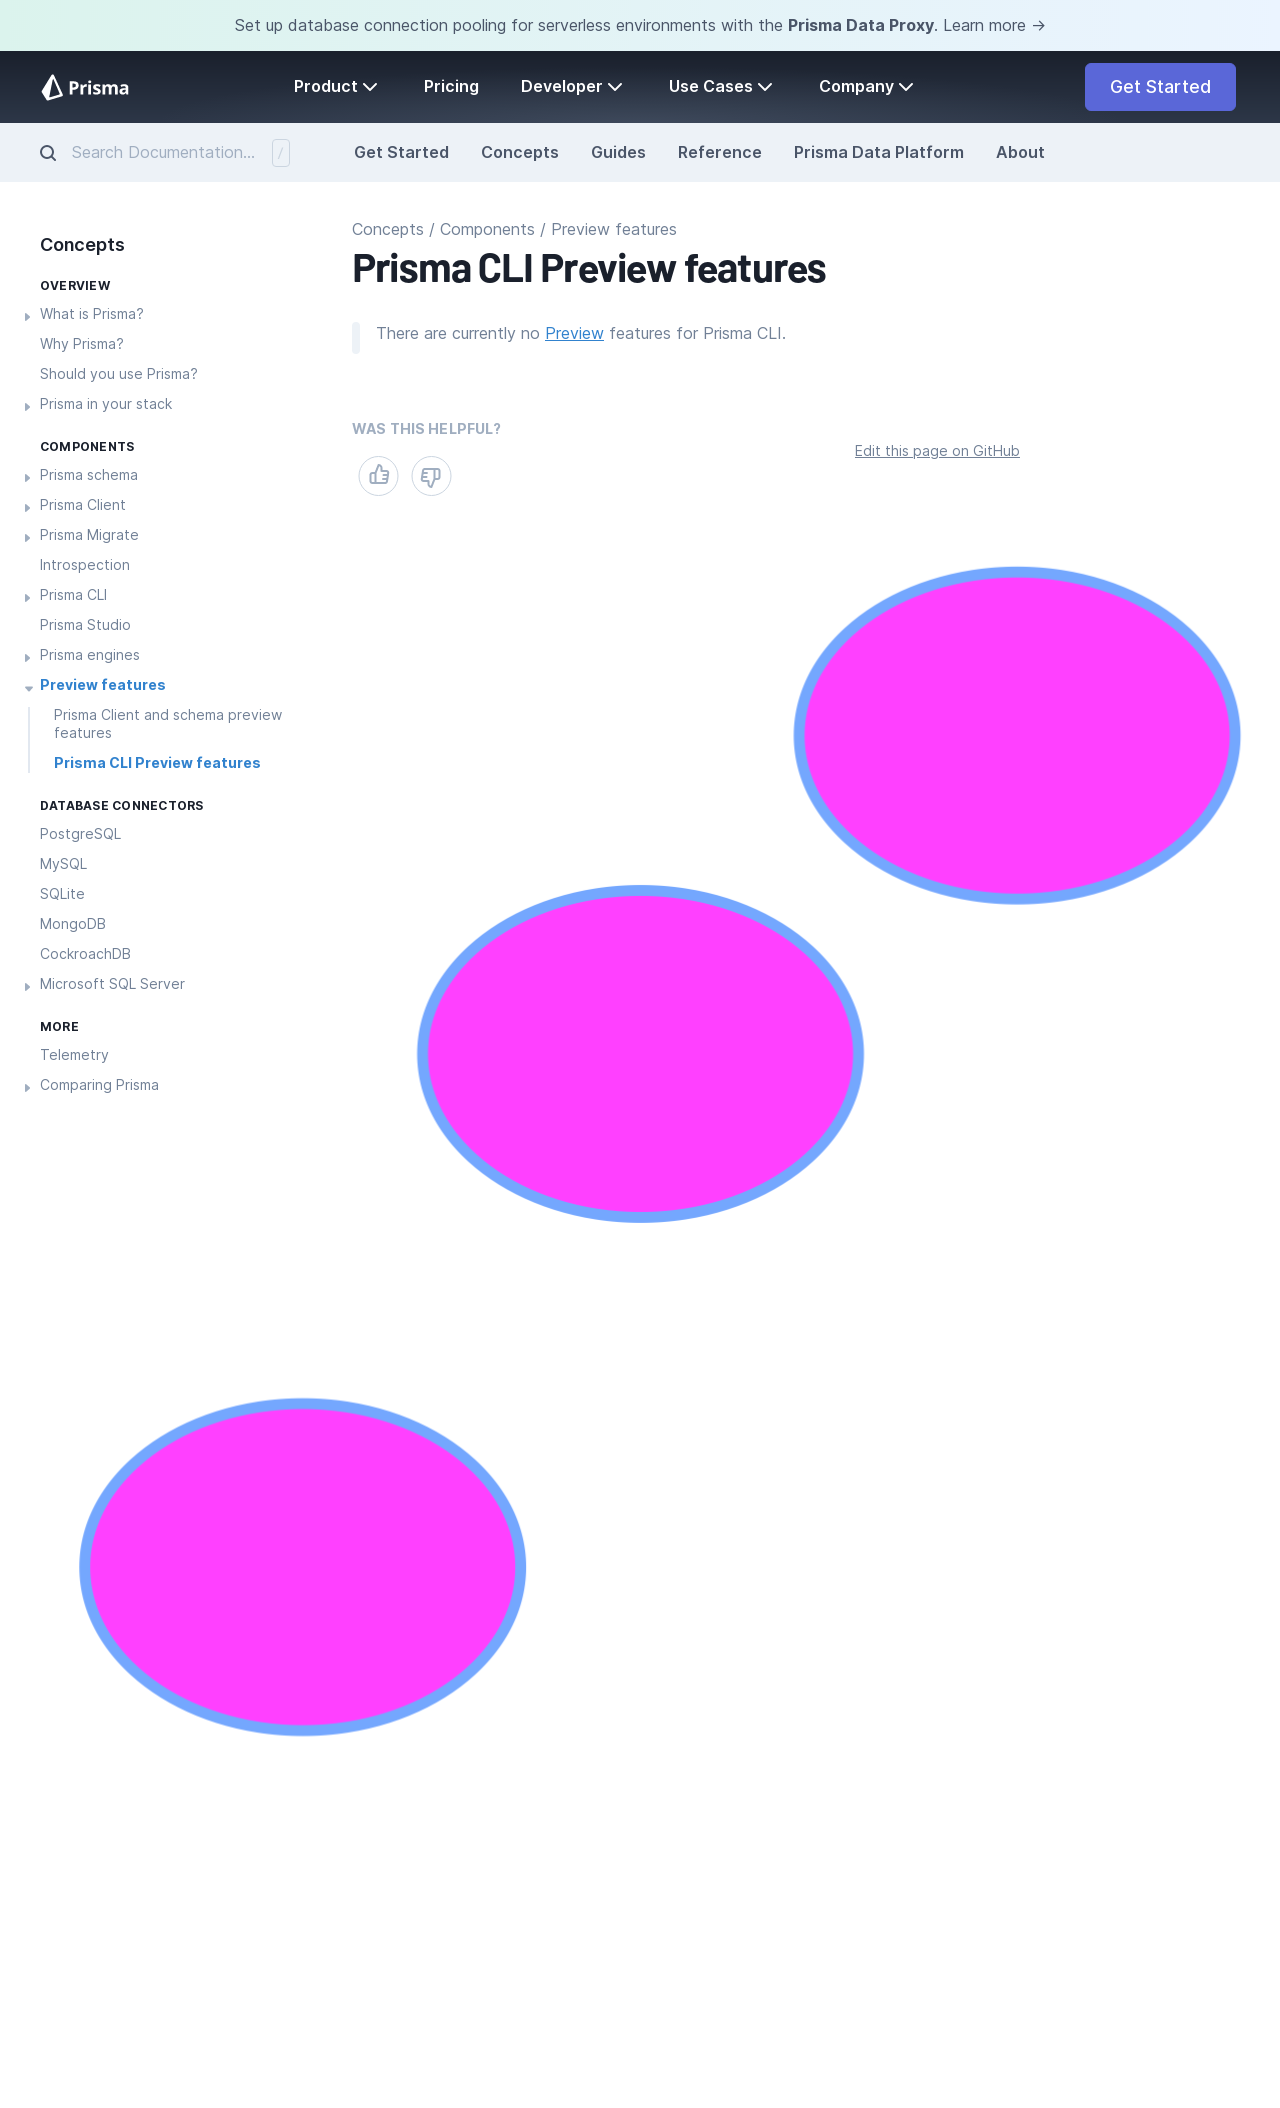 Set up database connection pooling for serverless environments with the Prisma Data Proxy. Learn more →
Prisma
Product
Pricing
Developer
Use Cases
Company
Get Started
Search Documentation...
/
Get Started
Concepts
Guides
Reference
Prisma Data Platform
About
Concepts
OVERVIEW
What is Prisma?
Why Prisma?
Should you use Prisma?
Prisma in your stack
COMPONENTS
Prisma schema
Prisma Client
Prisma Migrate
Introspection
Prisma CLI
Prisma Studio
Prisma engines
Preview features
Prisma Client and schema preview
features
Prisma CLI Preview features
DATABASE CONNECTORS
PostgreSQL
MySQL
SQLite
MongoDB
CockroachDB
Microsoft SQL Server
MORE
Telemetry
Comparing Prisma
Concepts / Components / Preview features
Prisma CLI Preview features
There are currently no Preview features for Prisma CLI.
WAS THIS HELPFUL?
Edit this page on GitHub